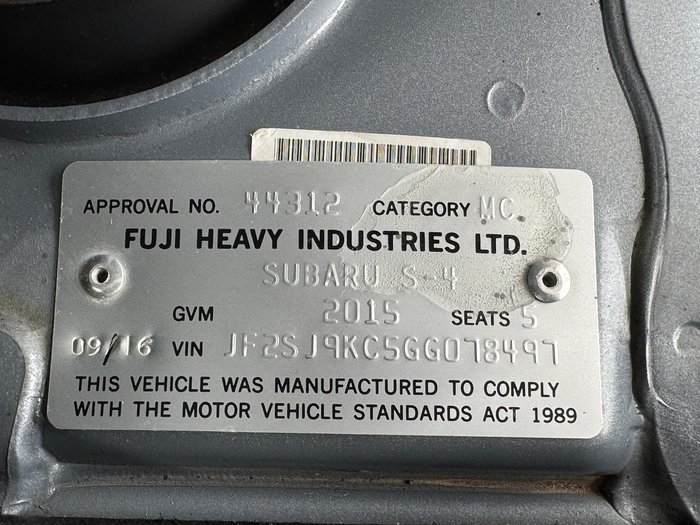 APPROVAL NO. 44312 CATEGORY MC.
FUJI HEAVY INDUSTRIES LTD.
SUBARU S-4
GVM 2015 SEATS 5
09/16 VIN JF2SJ9KC5GG078497
THIS VEHICLE WAS MANUFACTURED TO COMPLY
WITH THE MOTOR VEHICLE STANDARDS ACT 1989